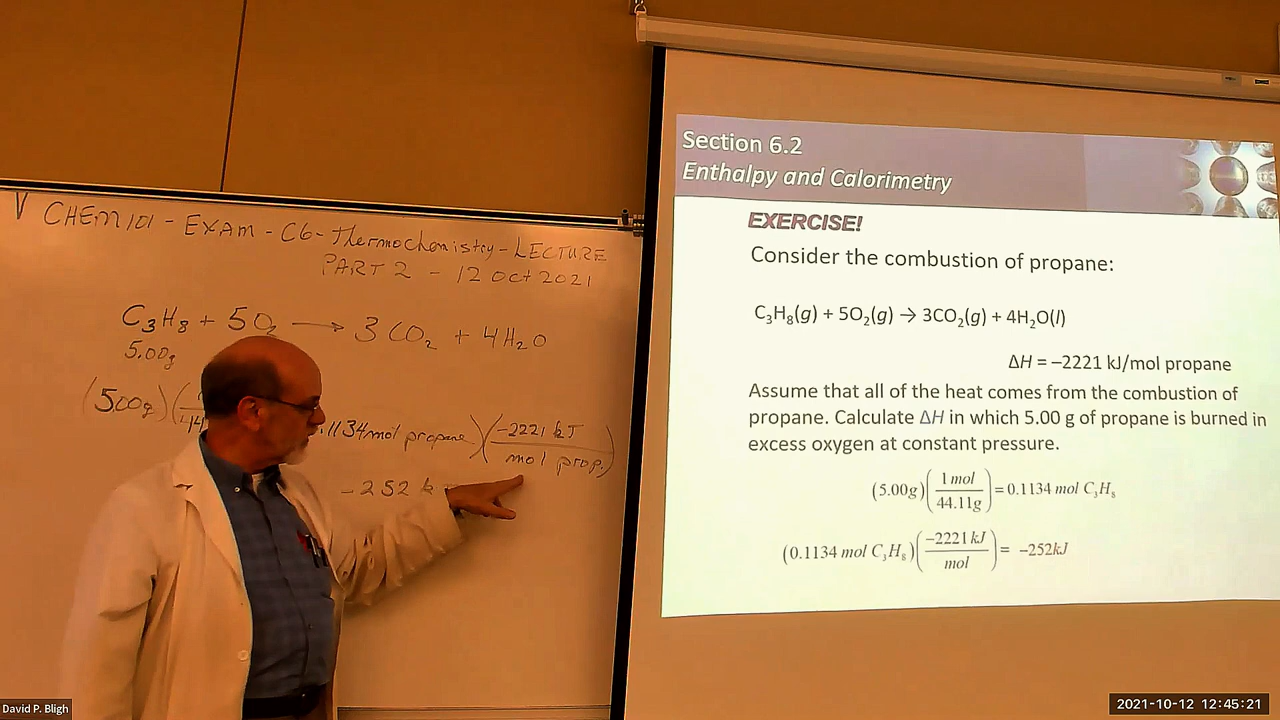 V CHEM 101 - EXAM - C6 - Thermochemistry - LECTURE
PART 2 - 12 Oct 2021
C₃H₈ + 5O₂ → 3CO₂ + 4H₂O
5.00g
(5.00g)(
.1134 mol propane)(-2221 kJ / mol prop.)
-252 k
Section 6.2
Enthalpy and Calorimetry
EXERCISE!
Consider the combustion of propane:
C₃H₈(g) + 5O₂(g) → 3CO₂(g) + 4H₂O(l)
ΔH = –2221 kJ/mol propane
Assume that all of the heat comes from the combustion of
propane. Calculate ΔH in which 5.00 g of propane is burned in
excess oxygen at constant pressure.
(5.00g)(1 mol / 44.11g) = 0.1134 mol C₃H₈
(0.1134 mol C₃H₈)(-2221 kJ / mol) = -252kJ
David P. Bligh
2021-10-12 12:45:21